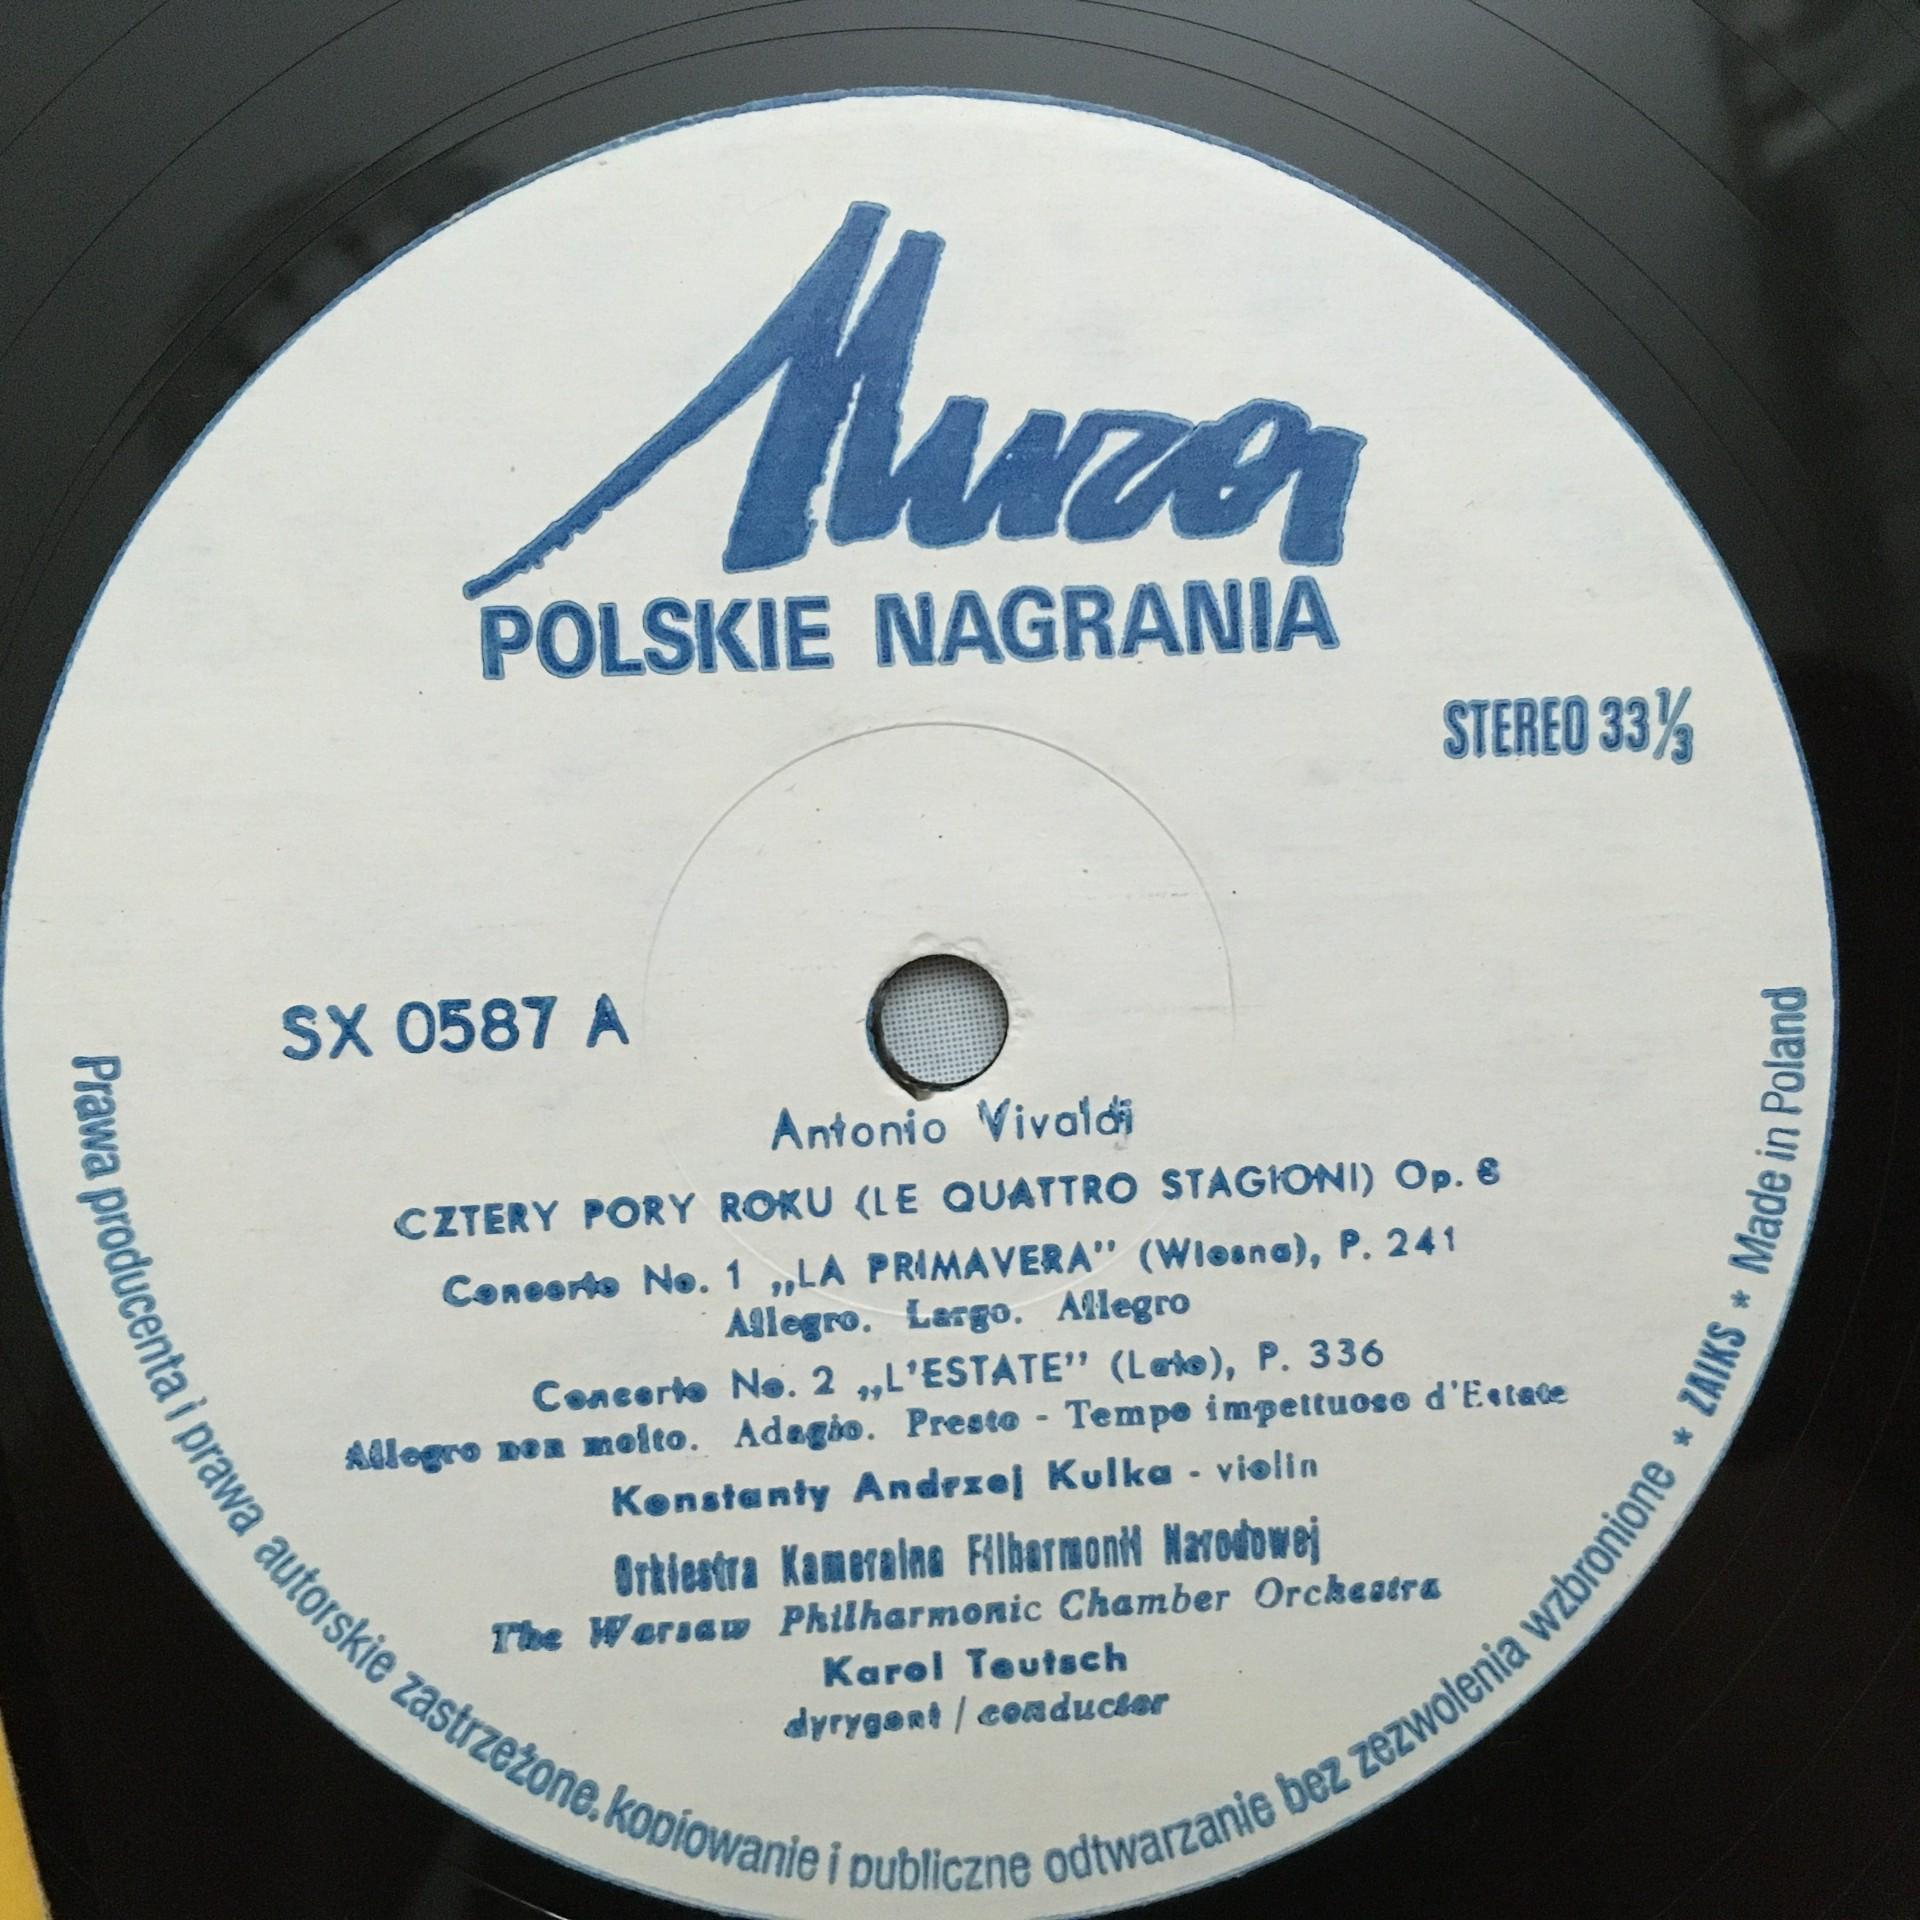 Muza
POLSKIE NAGRANIA
STEREO 33⅓
SX 0587 A
Antonio Vivaldi
CZTERY PORY ROKU (LE QUATTRO STAGIONI) Op. 8
Concerto No. 1 „LA PRIMAVERA” (Wiosna), P. 241
Allegro. Largo. Allegro
Concerto No. 2 „L'ESTATE” (Lato), P. 336
Allegro non molto. Adagio. Presto - Tempo impettuoso d'Estate
Konstanty Andrzej Kulka - violin
Orkiestra Kameralna Filharmonii Narodowej
The Warsaw Philharmonic Chamber Orchestra
Karol Teutsch
dyrygent / conductor
Prawa producenta i prawa autorskie zastrzeżone. kopiowanie i publiczne odtwarzanie bez zezwolenia wzbronione * ZAIKS * Made in Poland